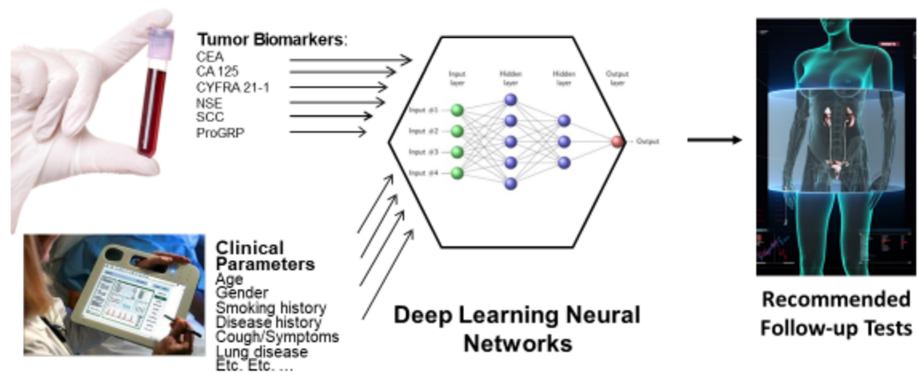 Tumor Biomarkers:
CEA
CA 125
CYFRA 21-1
NSE
SCC
ProGRP
Input layer
Hidden layer
Hidden layer
Output layer
Input #1
Input #2
Input #3
Input #4
Output
Clinical
Parameters
Age
Gender
Smoking history
Disease history
Cough/Symptoms
Lung disease
Etc. Etc. ...
Deep Learning Neural
Networks
Recommended
Follow-up Tests